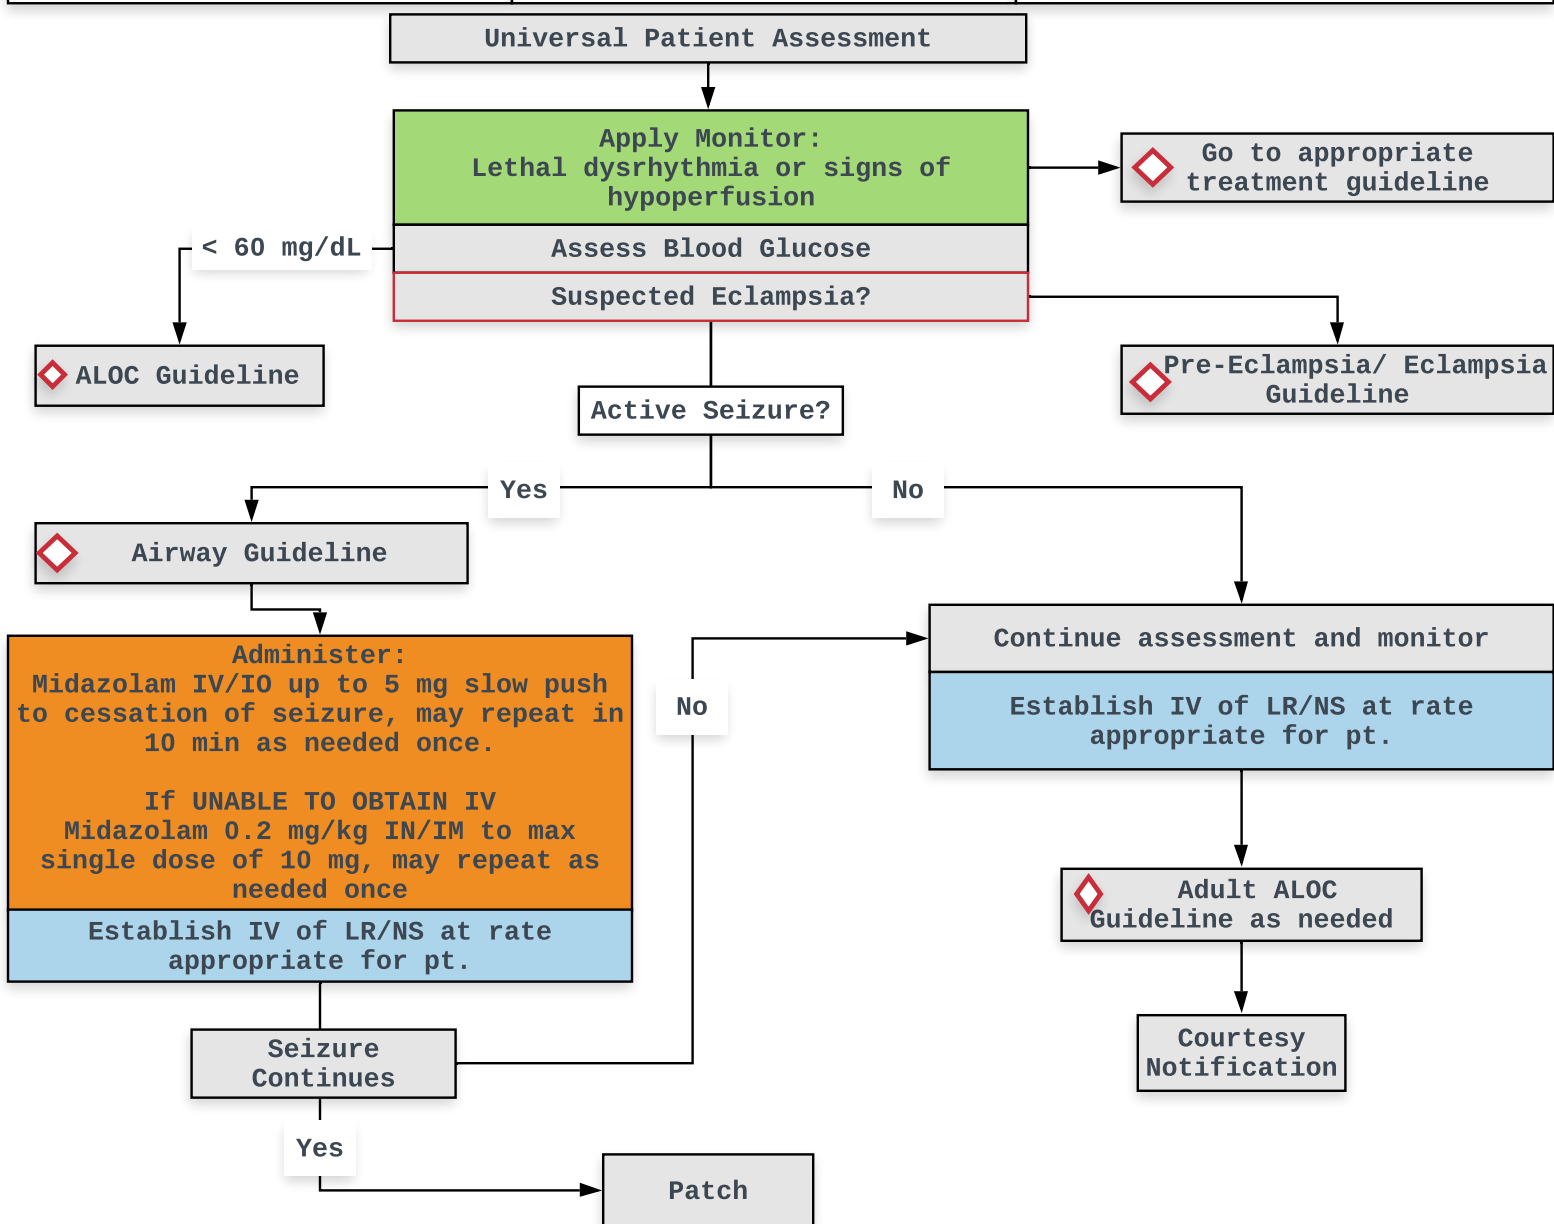 Universal Patient Assessment
Apply Monitor:
Lethal dysrhythmia or signs of
hypoperfusion
Go to appropriate
treatment guideline
< 60 mg/dL
Assess Blood Glucose
Suspected Eclampsia?
ALOC Guideline
Pre-Eclampsia/ Eclampsia
Guideline
Active Seizure?
Yes
No
Airway Guideline
Administer:
Midazolam IV/IO up to 5 mg slow push
to cessation of seizure, may repeat in
10 min as needed once.
If UNABLE TO OBTAIN IV
Midazolam 0.2 mg/kg IN/IM to max
single dose of 10 mg, may repeat as
needed once
Establish IV of LR/NS at rate
appropriate for pt.
No
Continue assessment and monitor
Establish IV of LR/NS at rate
appropriate for pt.
Adult ALOC
Guideline as needed
Seizure
Continues
Courtesy
Notification
Yes
Patch